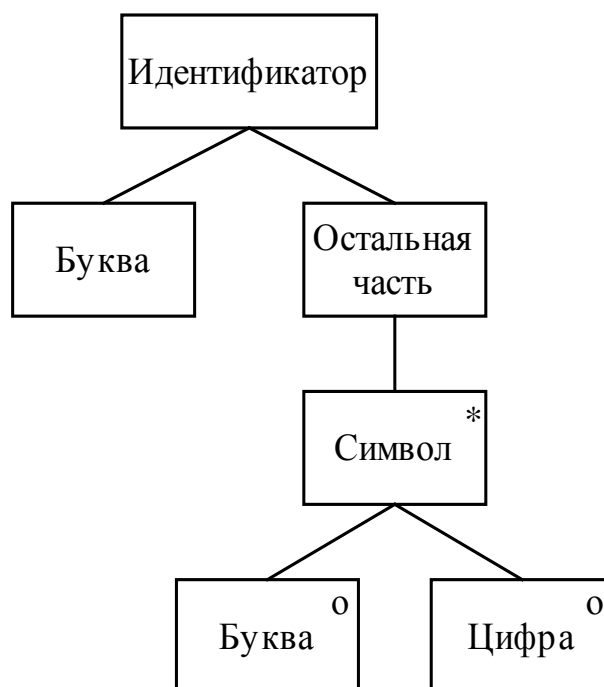 Идентификатор
Буква
Остальная
часть
*
Символ
о
Буква
о
Цифра